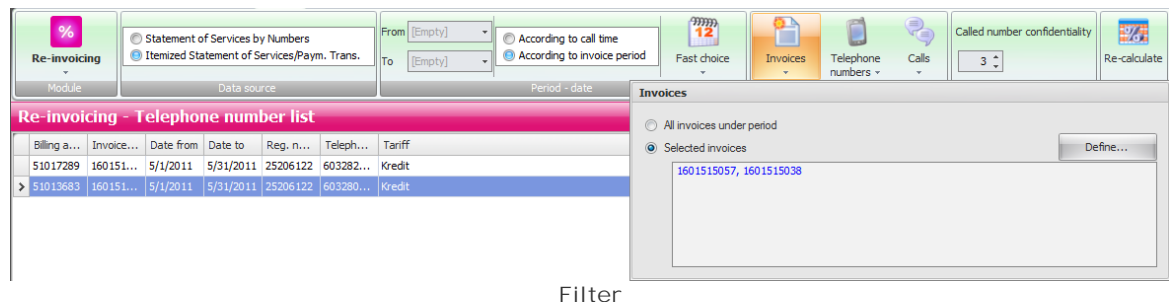 %
Re-invoicing
Module
Statement of Services by Numbers
Itemized Statement of Services/Paym. Trans.
Data source
From [Empty]
To [Empty]
According to call time
According to invoice period
Period - date
12
Fast choice
Invoices
Telephone numbers
Calls
Called number confidentiality
3
Re-calculate
Re-invoicing - Telephone number list
Billing a... Invoice... Date from Date to Reg. n... Teleph... Tariff
51017289 160151... 5/1/2011 5/31/2011 25206122 603282... Kredit
51013683 160151... 5/1/2011 5/31/2011 25206122 603280... Kredit
Invoices
All invoices under period
Selected invoices
Define...
1601515057, 1601515038
Filter